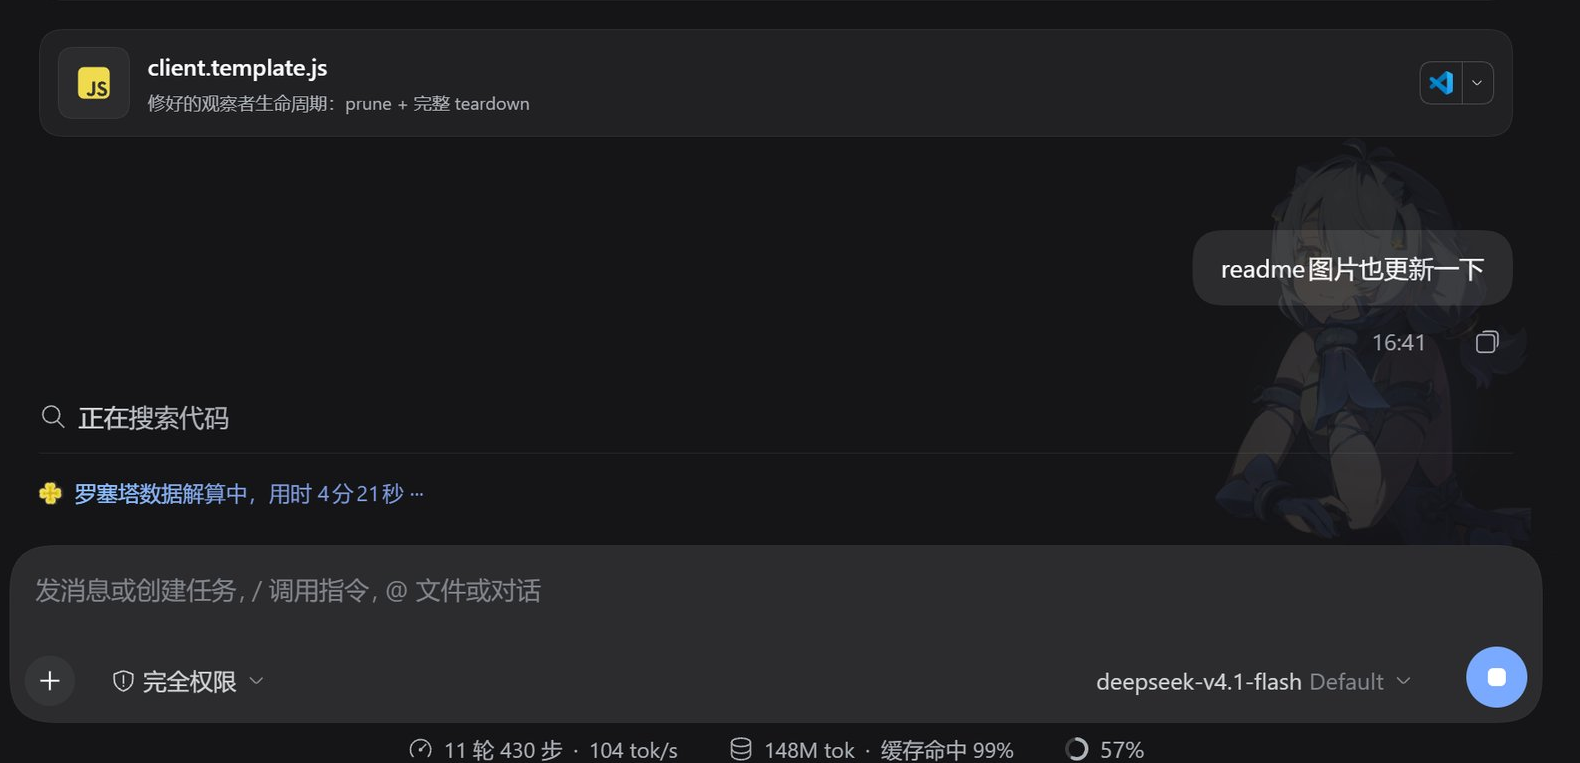 JS
client.template.js
修好的观察者生命周期：prune + 完整 teardown
readme图片也更新一下
16:41
正在搜索代码
罗塞塔数据解算中，用时 4分21秒 ···
发消息或创建任务, / 调用指令, @ 文件或对话
完全权限
deepseek-v4.1-flash Default
11 轮 430 步 · 104 tok/s
148M tok · 缓存命中 99%
57%